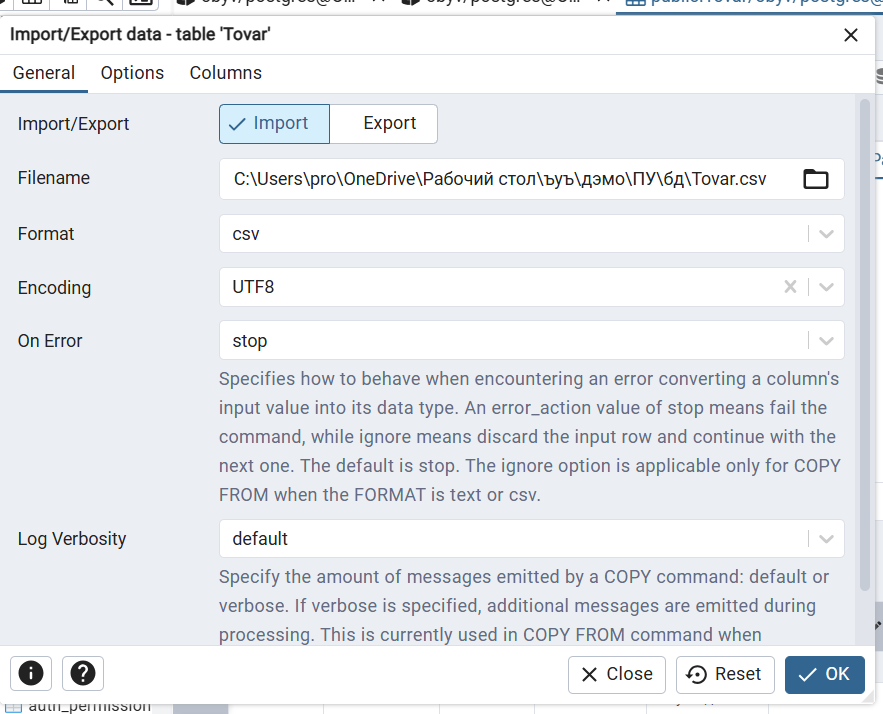 Import/Export data - table 'Tovar'
General Options Columns
Import/Export Import Export
Filename C:\Users\pro\OneDrive\Рабочий стол\ъуъ\дэмо\ПУ\бд\Tovar.csv
Format csv
Encoding UTF8
On Error stop
Specifies how to behave when encountering an error converting a column's
input value into its data type. An error_action value of stop means fail the
command, while ignore means discard the input row and continue with the
next one. The default is stop. The ignore option is applicable only for COPY
FROM when the FORMAT is text or csv.
Log Verbosity default
Specify the amount of messages emitted by a COPY command: default or
verbose. If verbose is specified, additional messages are emitted during
processing. This is currently used in COPY FROM command when
Close Reset OK
auth_permission